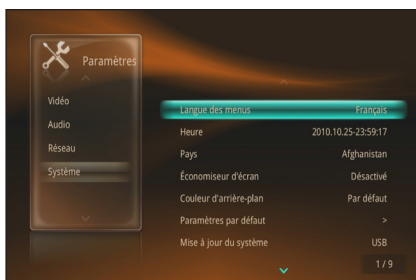 Paramètres
Vidéo
Audio
Réseau
Système
Langue des menus Français
Heure 2010.10.25-23:59:17
Pays Afghanistan
Économiseur d'écran Désactivé
Couleur d'arrière-plan Par défaut
Paramètres par défaut >
Mise à jour du système USB
1 / 9